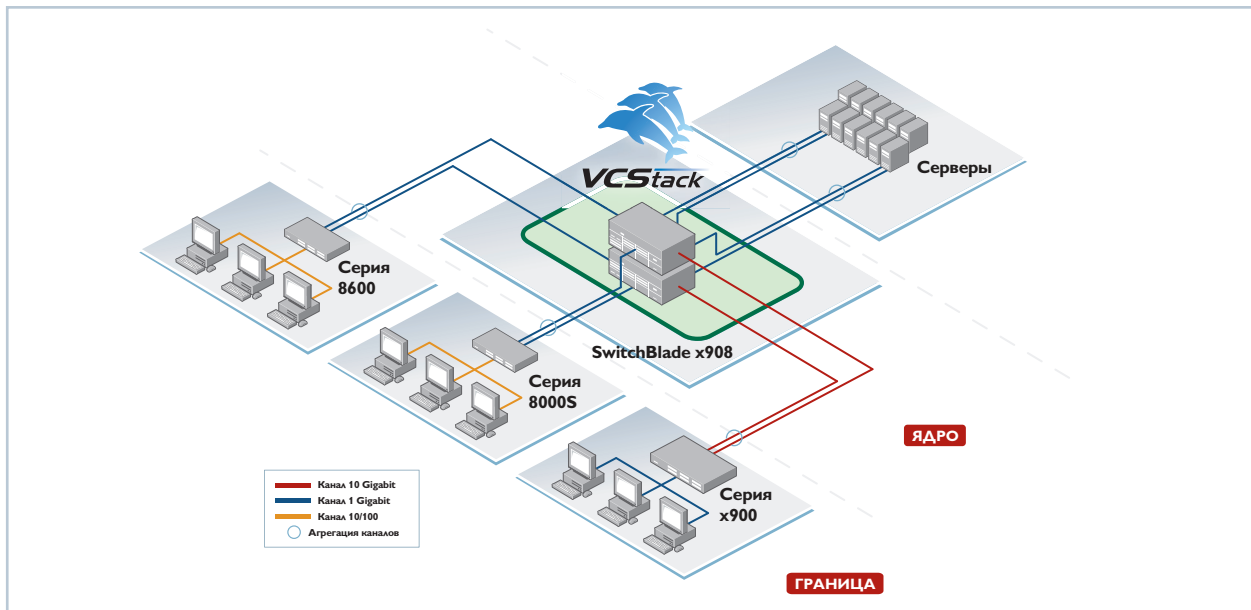 VCStack
Серверы
Серия
8600
SwitchBlade x908
Серия
8000S
ЯДРО
Серия
x900
Канал 10 Gigabit
Канал 1 Gigabit
Канал 10/100
Агрегация каналов
ГРАНИЦА